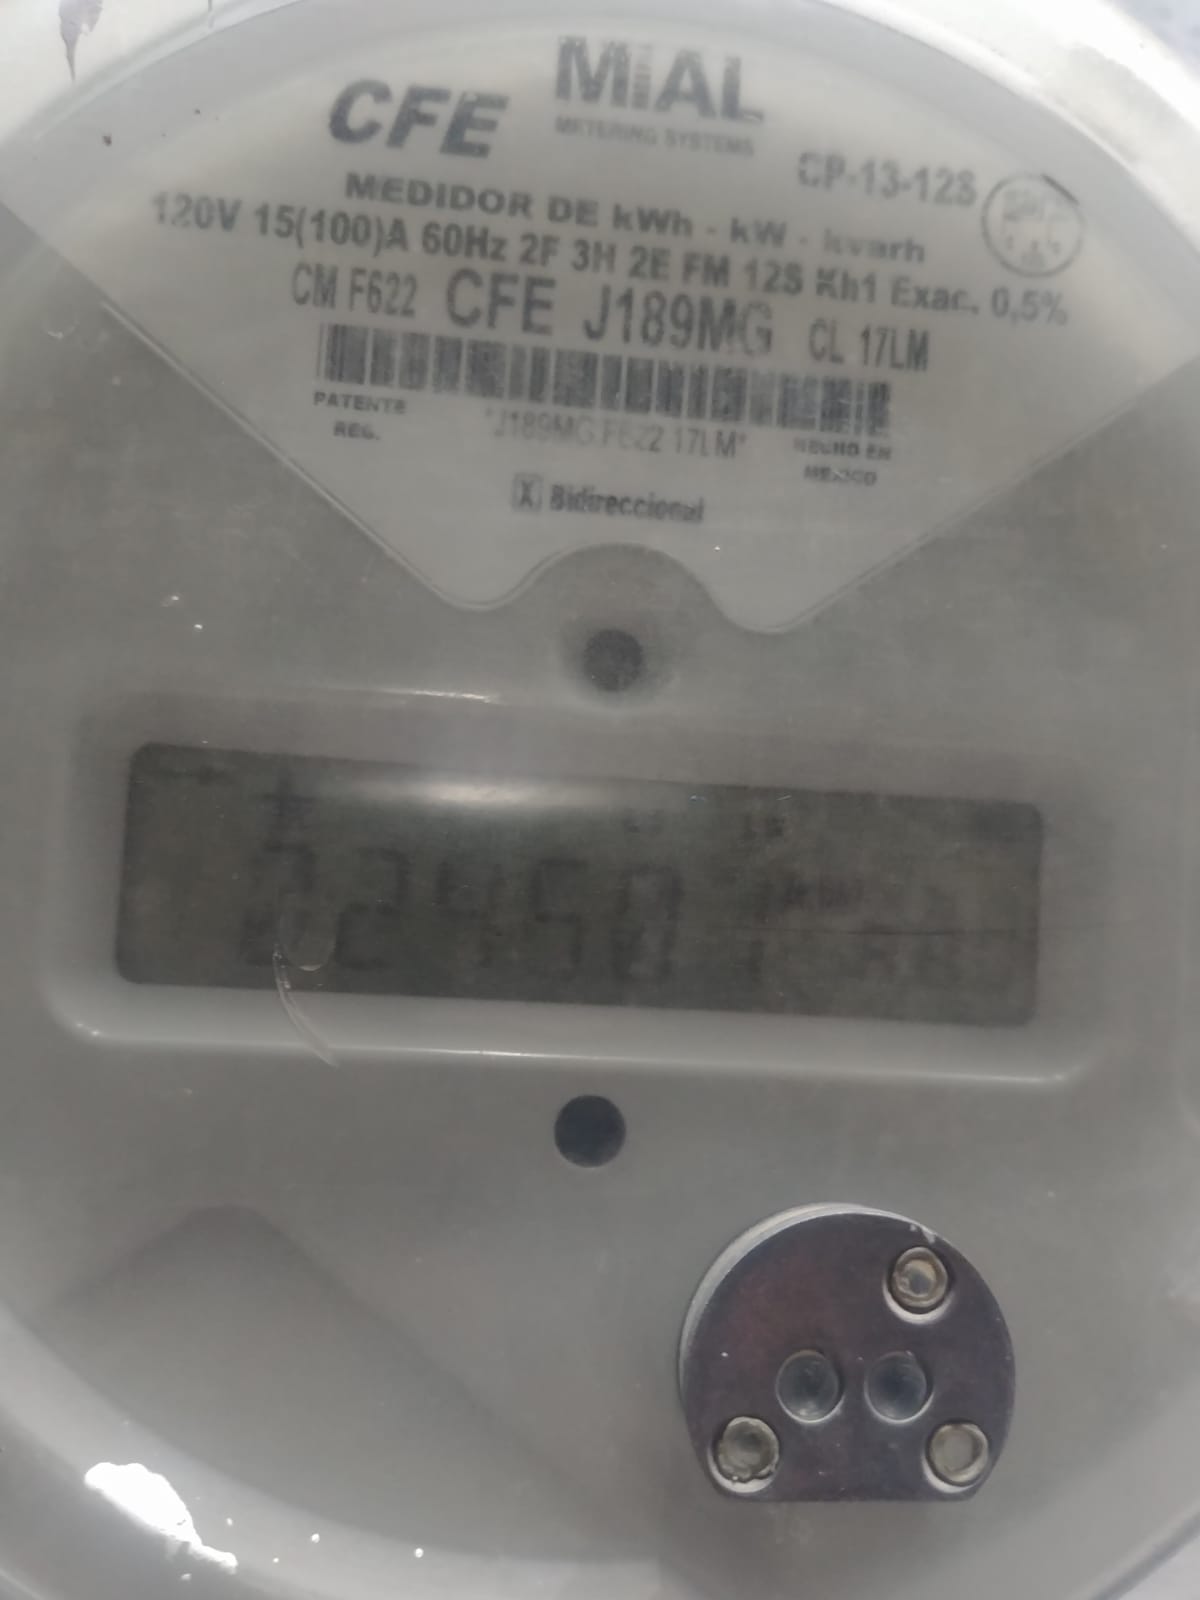 CFE MIAL
METERING SYSTEMS
CP-13-12S
MEDIDOR DE kWh - kW - kvarh
120V 15(100)A 60Hz 2F 3H 2E FM 12S Kh1 Exac. 0,5%
CM F622 CFE J189MG CL 17LM
PATENTE REG.
*J189MG F622 17LM*
HECHO EN MEXICO
X Bidireccional